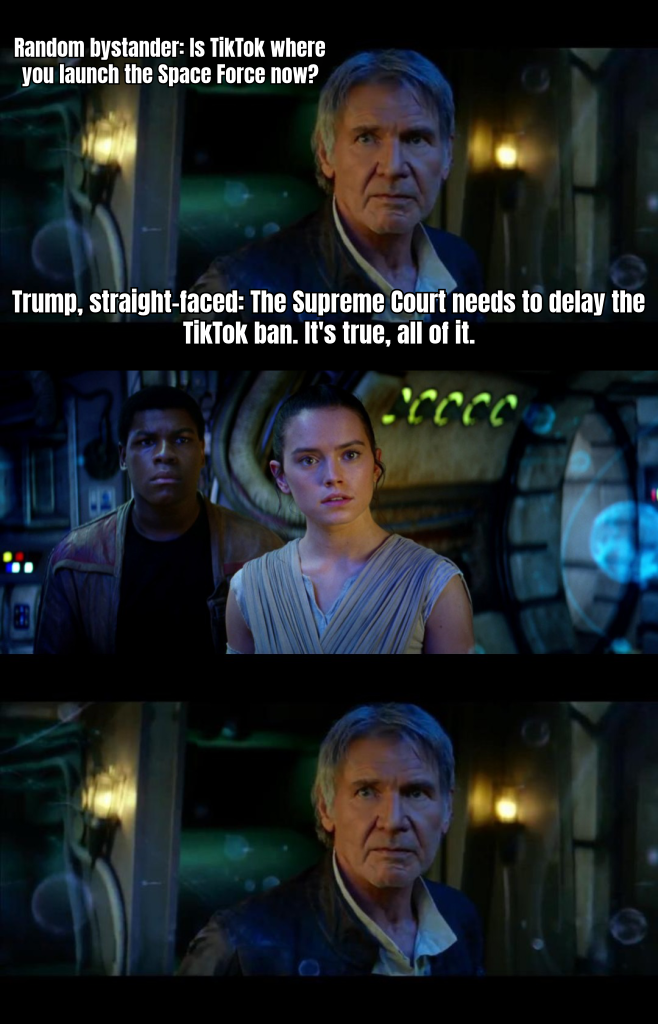 Random bystander: Is TikTok where
you launch the Space Force now?
Trump, straight-faced: The Supreme Court needs to delay the
TikTok ban. It's true, all of it.